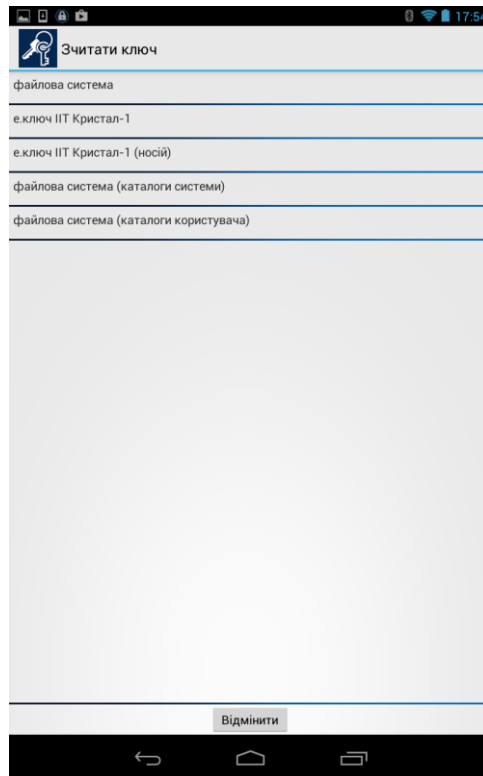 17:54
Зчитати ключ
файлова система
е.ключ ІІТ Кристал-1
е.ключ ІІТ Кристал-1 (носій)
файлова система (каталоги системи)
файлова система (каталоги користувача)
Відмінити